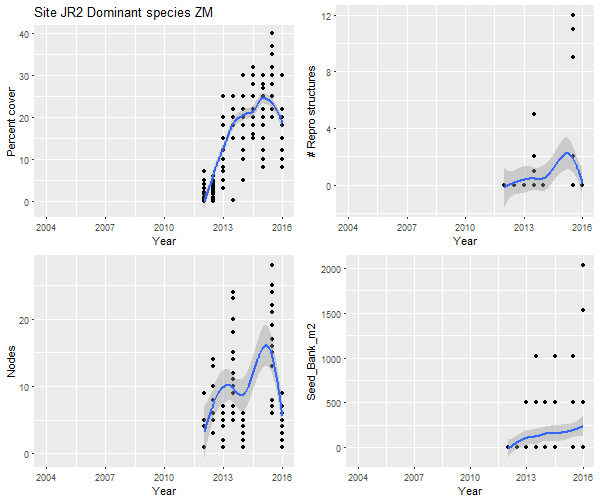 Site JR2 Dominant species ZM
Percent cover
40
30
20
10
0
2004 2007 2010 2013 2016
Year
# Repro structures
12
8
4
0
2004 2007 2010 2013 2016
Year
Nodes
20
10
0
2004 2007 2010 2013 2016
Year
Seed_Bank_m2
2000
1500
1000
500
0
2004 2007 2010 2013 2016
Year